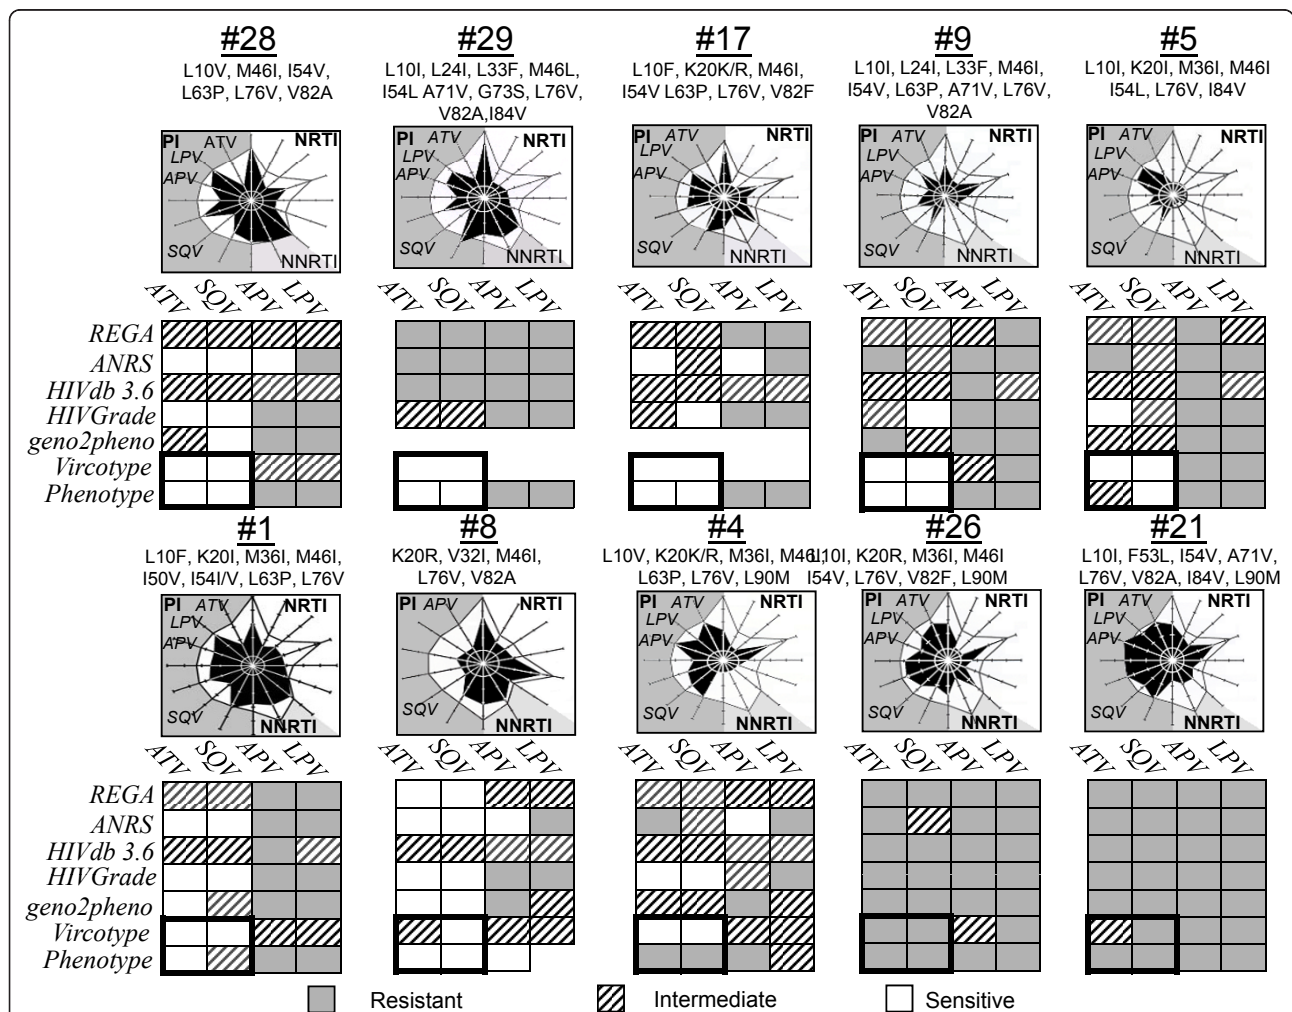 #28 #29 #17 #9 #5
L10V, M46I, I54V,
L63P, L76V, V82A
L10I, L24I, L33F, M46L,
I54L A71V, G73S, L76V,
V82A,I84V
L10F, K20K/R, M46I,
I54V L63P, L76V, V82F
L10I, L24I, L33F, M46I,
I54V, L63P, A71V, L76V,
V82A
L10I, K20I, M36I, M46I
I54L, L76V, I84V
PI ATV NRTI
LPV
APV
SQV NNRTI
PI ATV NRTI
LPV
APV
SQV NNRTI
PI ATV NRTI
LPV
APV
SQV NNRTI
PI ATV NRTI
LPV
APV
SQV NNRTI
PI ATV NRTI
LPV
APV
SQV NNRTI
ATV SQV APV LPV
ATV SQV APV LPV
ATV SQV APV LPV
ATV SQV APV LPV
ATV SQV APV LPV
REGA
ANRS
HIVdb 3.6
HIVGrade
geno2pheno
Vircotype
Phenotype
#1 #8 #4 #26 #21
L10F, K20I, M36I, M46I,
I50V, I54I/V, L63P, L76V
K20R, V32I, M46I,
L76V, V82A
L10V, K20K/R, M36I, M46I,
L63P, L76V, L90M
L10I, K20R, M36I, M46I
I54V, L76V, V82F, L90M
L10I, F53L, I54V, A71V,
L76V, V82A, I84V, L90M
PI ATV NRTI
LPV
APV
SQV NNRTI
PI APV NRTI
SQV NNRTI
PI ATV NRTI
LPV
APV
SQV NNRTI
PI ATV NRTI
LPV
APV
SQV NNRTI
PI ATV NRTI
LPV
APV
SQV NNRTI
ATV SQV APV LPV
ATV SQV APV LPV
ATV SQV APV LPV
ATV SQV APV LPV
ATV SQV APV LPV
REGA
ANRS
HIVdb 3.6
HIVGrade
geno2pheno
Vircotype
Phenotype
Resistant Intermediate Sensitive